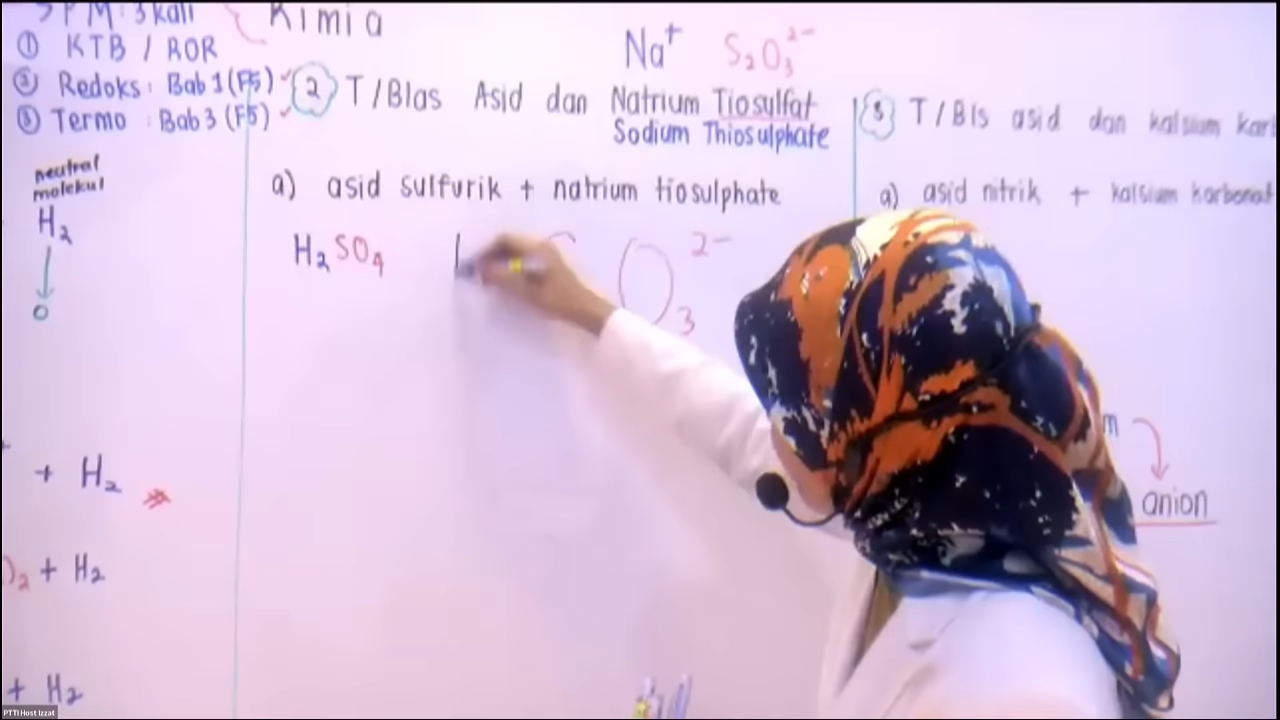 SPM: 3 kali
① KTB / ROR
② Redoks: Bab 1 (F5)
③ Termo : Bab 3 (F5)
neutral
molekul
H₂
+ H₂
O₂ + H₂
+ H₂
Kimia
Na⁺ S₂O₃²⁻
2 T/Blas Asid dan Natrium Tiosulfat
Sodium Thiosulphate
a) asid sulfurik + natrium tiosulphate
H₂SO₄
O₃²⁻
3 T/Bls asid dan kalsium kar
a) asid nitrik + kalsium karbonat
m
anion
PTTI Host Izzat